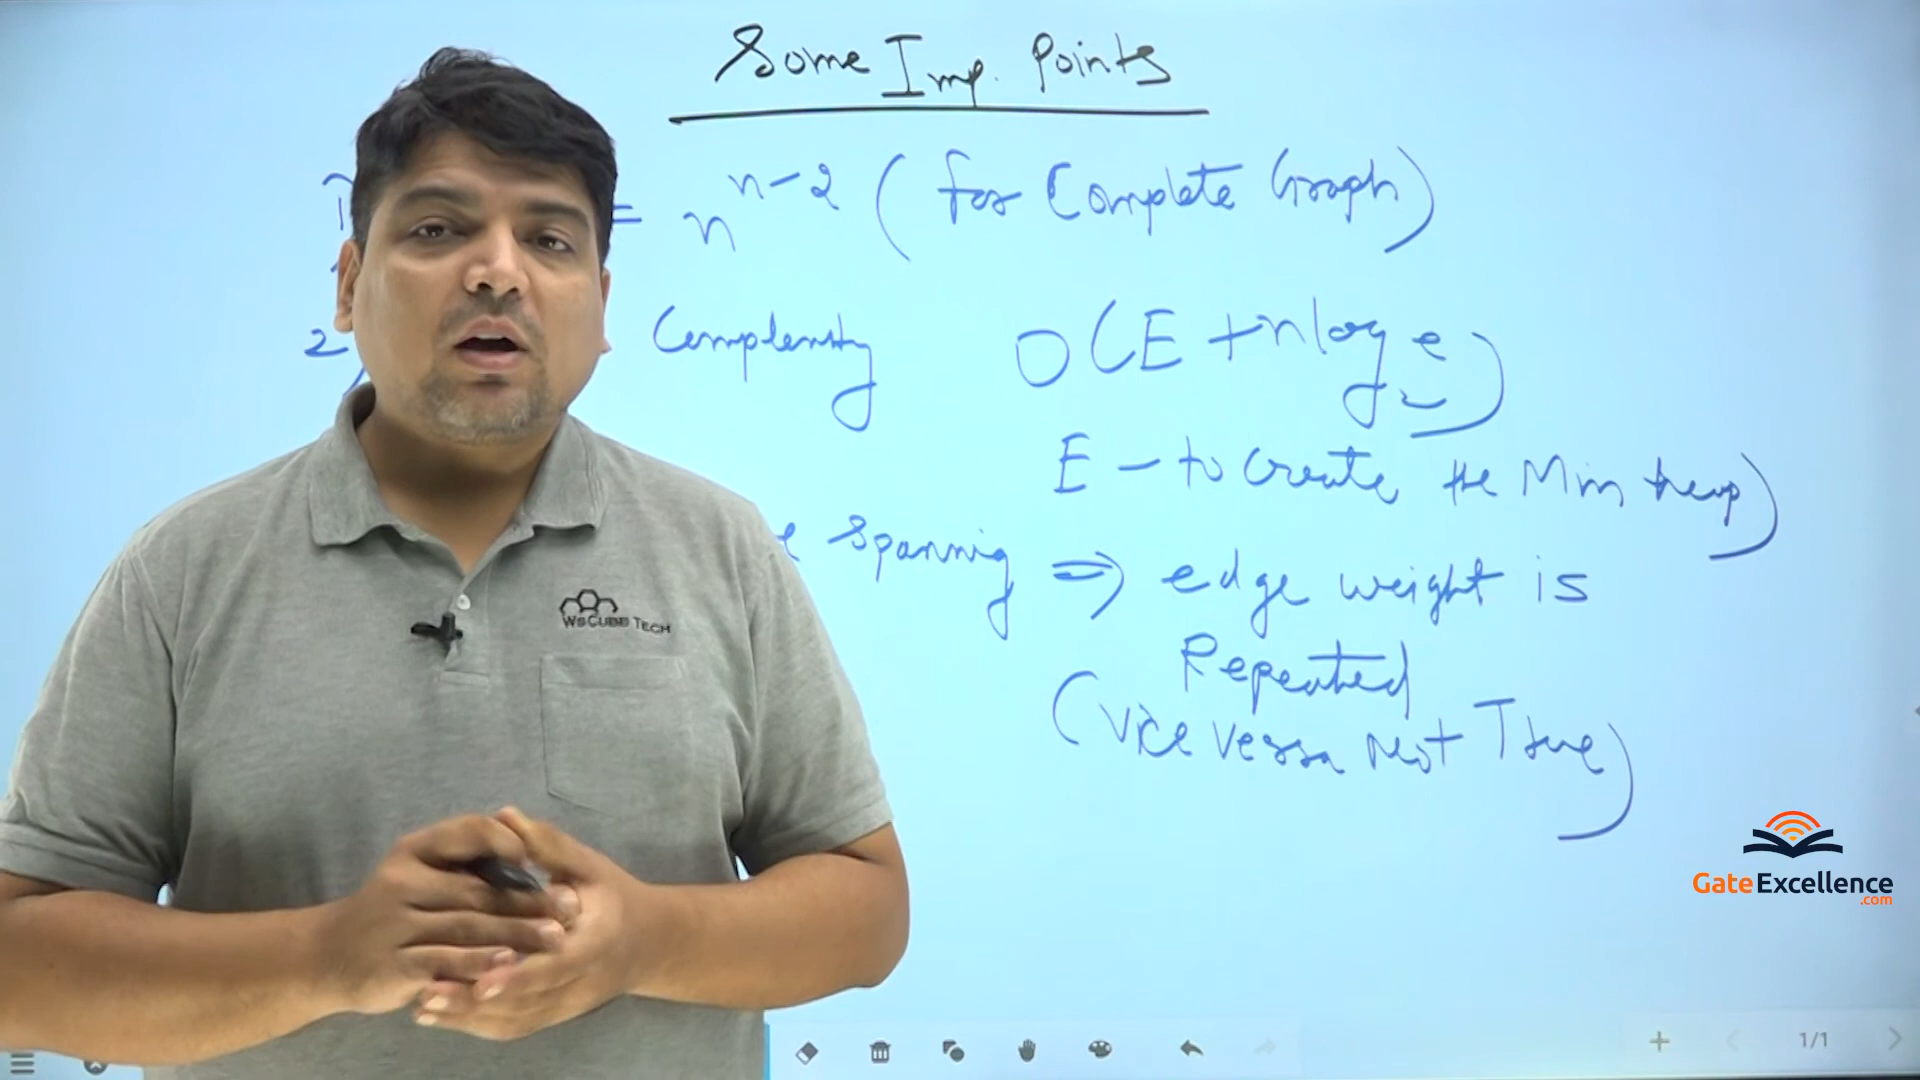 Some Imp. Points
= n^n-2 (for Complete Graph)
2) Complexity O(E + nlog e)
E - to create the Min heap)
Spannig ⇒ edge weight is
Repeated
(vice versa not True)
WsCube Tech
GateExcellence
.com
1/1